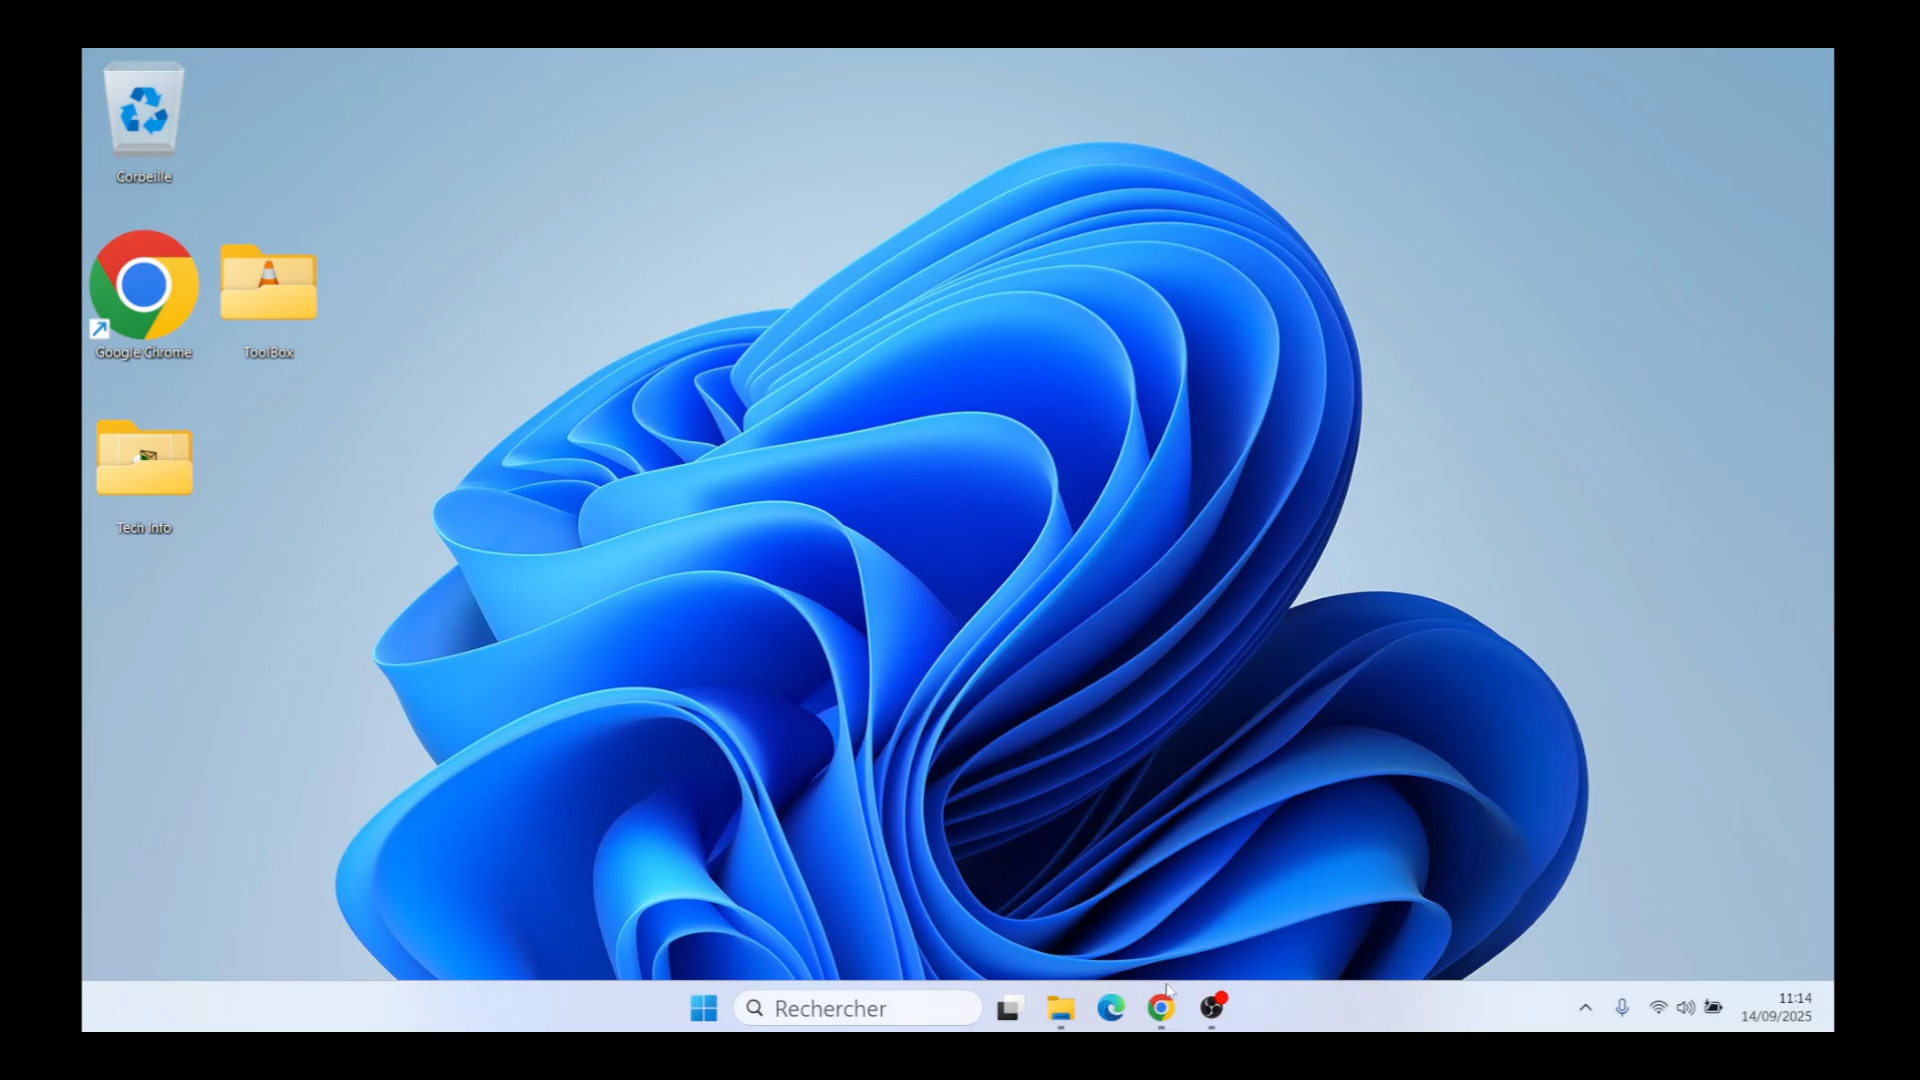 Corbeille
Google Chrome
ToolBox
Tech Info
Rechercher
11:14
14/09/2025